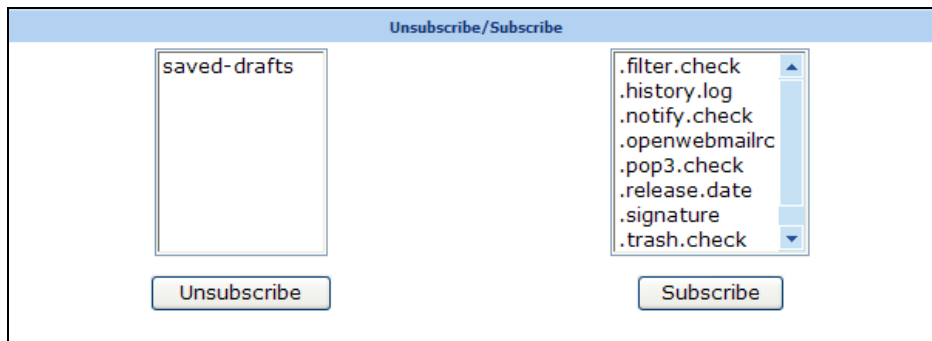 Unsubscribe/Subscribe
saved-drafts
.filter.check
.history.log
.notify.check
.openwebmailrc
.pop3.check
.release.date
.signature
.trash.check
Unsubscribe
Subscribe